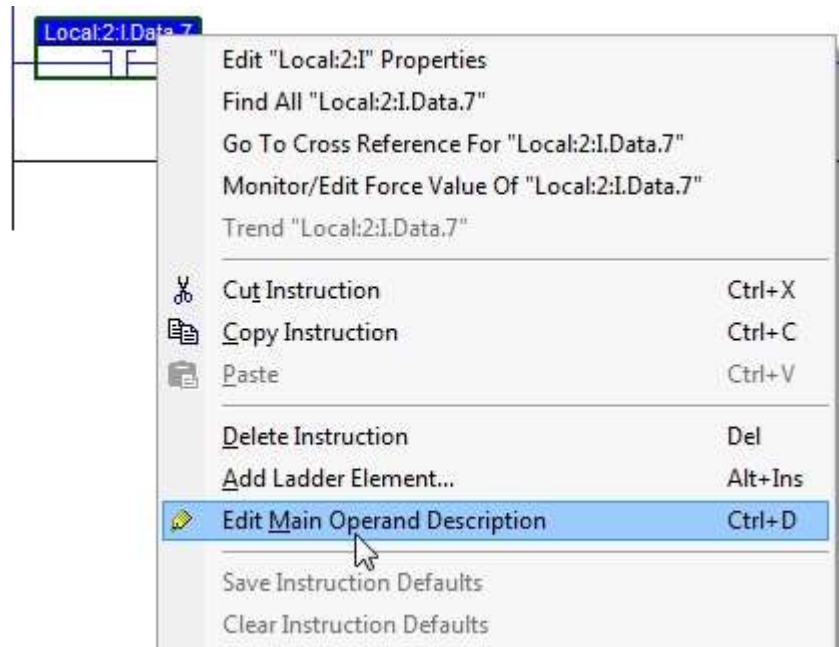 Local:2:I.Data.7
Edit "Local:2:I" Properties
Find All "Local:2:I.Data.7"
Go To Cross Reference For "Local:2:I.Data.7"
Monitor/Edit Force Value Of "Local:2:I.Data.7"
Trend "Local:2:I.Data.7"
Cut Instruction Ctrl+X
Copy Instruction Ctrl+C
Paste Ctrl+V
Delete Instruction Del
Add Ladder Element... Alt+Ins
Edit Main Operand Description Ctrl+D
Save Instruction Defaults
Clear Instruction Defaults